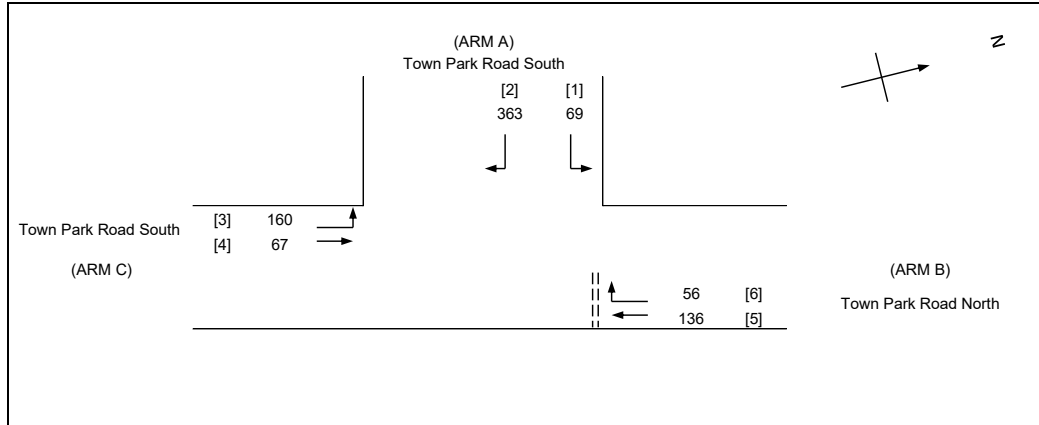 (ARM A)
Town Park Road South
N
[2] [1]
363 69
[3] 160
Town Park Road South
[4] 67
(ARM C)
(ARM B)
56 [6]
Town Park Road North
136 [5]